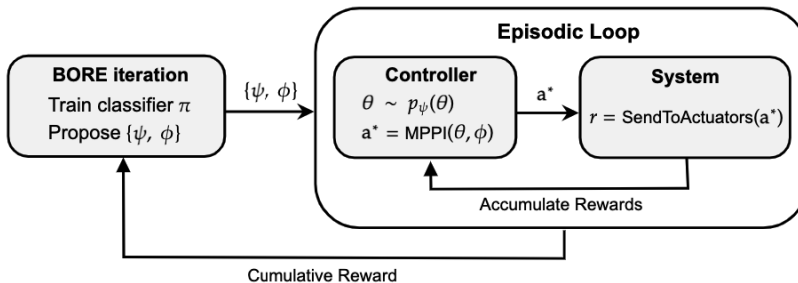 Episodic Loop
BORE iteration
Train classifier π
Propose {ψ, ϕ}
{ψ, ϕ}
Controller
θ ∼ pψ(θ)
a* = MPPI(θ, ϕ)
a*
System
r = SendToActuators(a*)
Accumulate Rewards
Cumulative Reward